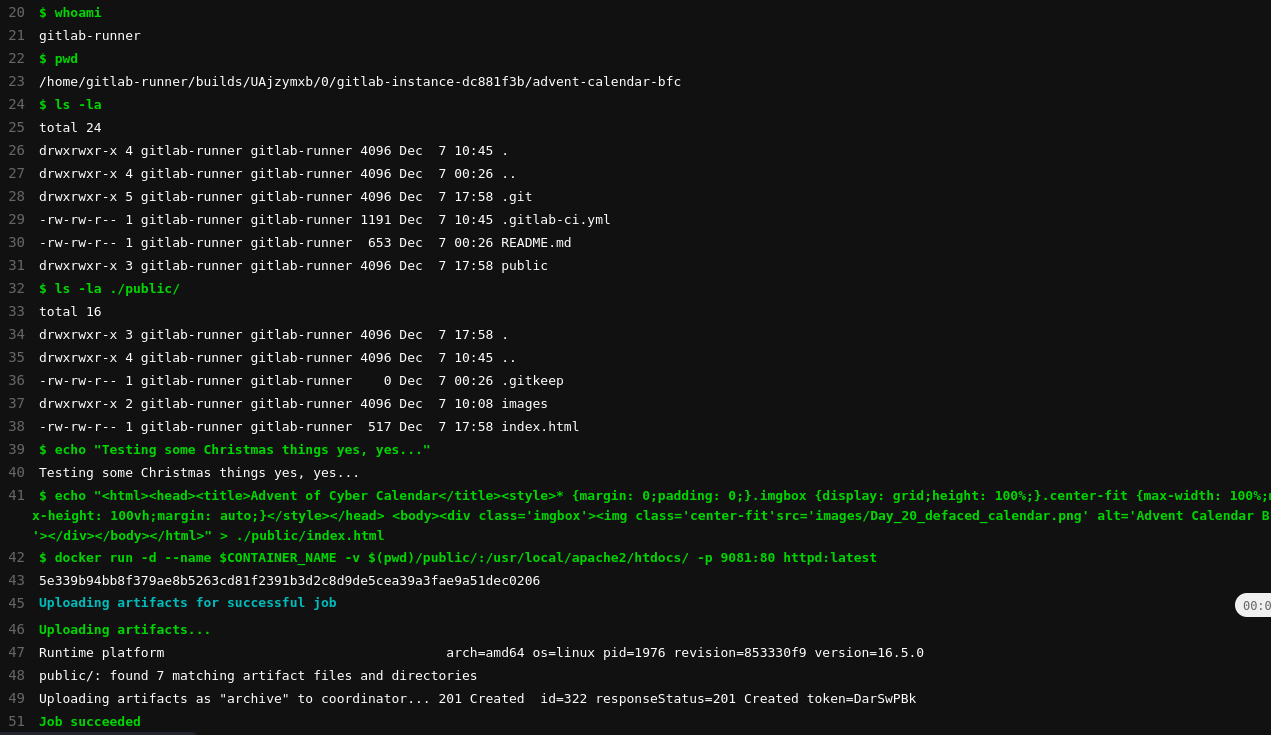 20 $ whoami
21 gitlab-runner
22 $ pwd
23 /home/gitlab-runner/builds/UAjzymxb/0/gitlab-instance-dc881f3b/advent-calendar-bfc
24 $ ls -la
25 total 24
26 drwxrwxr-x 4 gitlab-runner gitlab-runner 4096 Dec  7 10:45 .
27 drwxrwxr-x 4 gitlab-runner gitlab-runner 4096 Dec  7 00:26 ..
28 drwxrwxr-x 5 gitlab-runner gitlab-runner 4096 Dec  7 17:58 .git
29 -rw-rw-r-- 1 gitlab-runner gitlab-runner 1191 Dec  7 10:45 .gitlab-ci.yml
30 -rw-rw-r-- 1 gitlab-runner gitlab-runner  653 Dec  7 00:26 README.md
31 drwxrwxr-x 3 gitlab-runner gitlab-runner 4096 Dec  7 17:58 public
32 $ ls -la ./public/
33 total 16
34 drwxrwxr-x 3 gitlab-runner gitlab-runner 4096 Dec  7 17:58 .
35 drwxrwxr-x 4 gitlab-runner gitlab-runner 4096 Dec  7 10:45 ..
36 -rw-rw-r-- 1 gitlab-runner gitlab-runner    0 Dec  7 00:26 .gitkeep
37 drwxrwxr-x 2 gitlab-runner gitlab-runner 4096 Dec  7 10:08 images
38 -rw-rw-r-- 1 gitlab-runner gitlab-runner  517 Dec  7 17:58 index.html
39 $ echo "Testing some Christmas things yes, yes..."
40 Testing some Christmas things yes, yes...
41 $ echo "<html><head><title>Advent of Cyber Calendar</title><style>* {margin: 0;padding: 0;}.imgbox {display: grid;height: 100%;}.center-fit {max-width: 100%;
x-height: 100vh;margin: auto;}</style></head> <body><div class='imgbox'><img class='center-fit'src='images/Day_20_defaced_calendar.png' alt='Advent Calendar B
'></div></body></html>" > ./public/index.html
42 $ docker run -d --name $CONTAINER_NAME -v $(pwd)/public/:/usr/local/apache2/htdocs/ -p 9081:80 httpd:latest
43 5e339b94bb8f379ae8b5263cd81f2391b3d2c8d9de5cea39a3fae9a51dec0206
45 Uploading artifacts for successful job 00:0
46 Uploading artifacts...
47 Runtime platform                                    arch=amd64 os=linux pid=1976 revision=853330f9 version=16.5.0
48 public/: found 7 matching artifact files and directories
49 Uploading artifacts as "archive" to coordinator... 201 Created  id=322 responseStatus=201 Created token=DarSwPBk
51 Job succeeded